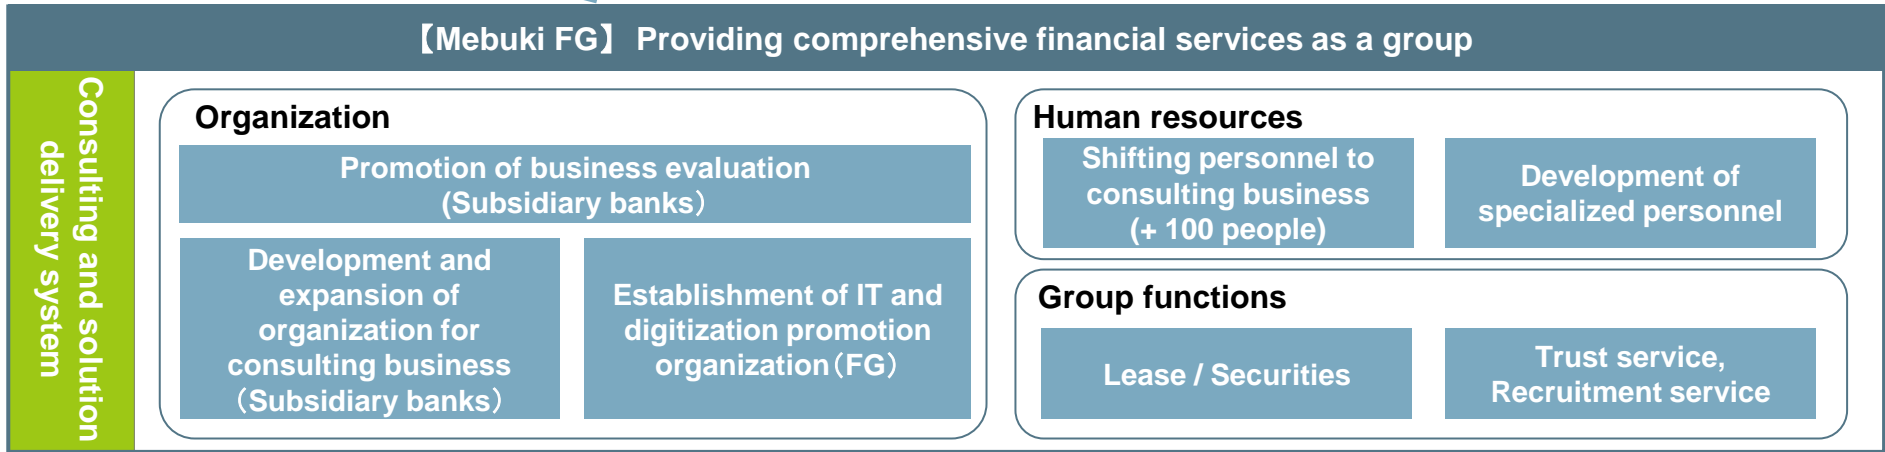 【Mebuki FG】 Providing comprehensive financial services as a group
Consulting and solution
delivery system
Organization
Promotion of business evaluation
(Subsidiary banks）
Development and
expansion of
organization for
consulting business
（Subsidiary banks）
Establishment of IT and
digitization promotion
organization（FG）
Human resources
Shifting personnel to
consulting business
(+ 100 people)
Development of
specialized personnel
Group functions
Lease / Securities
Trust service,
Recruitment service